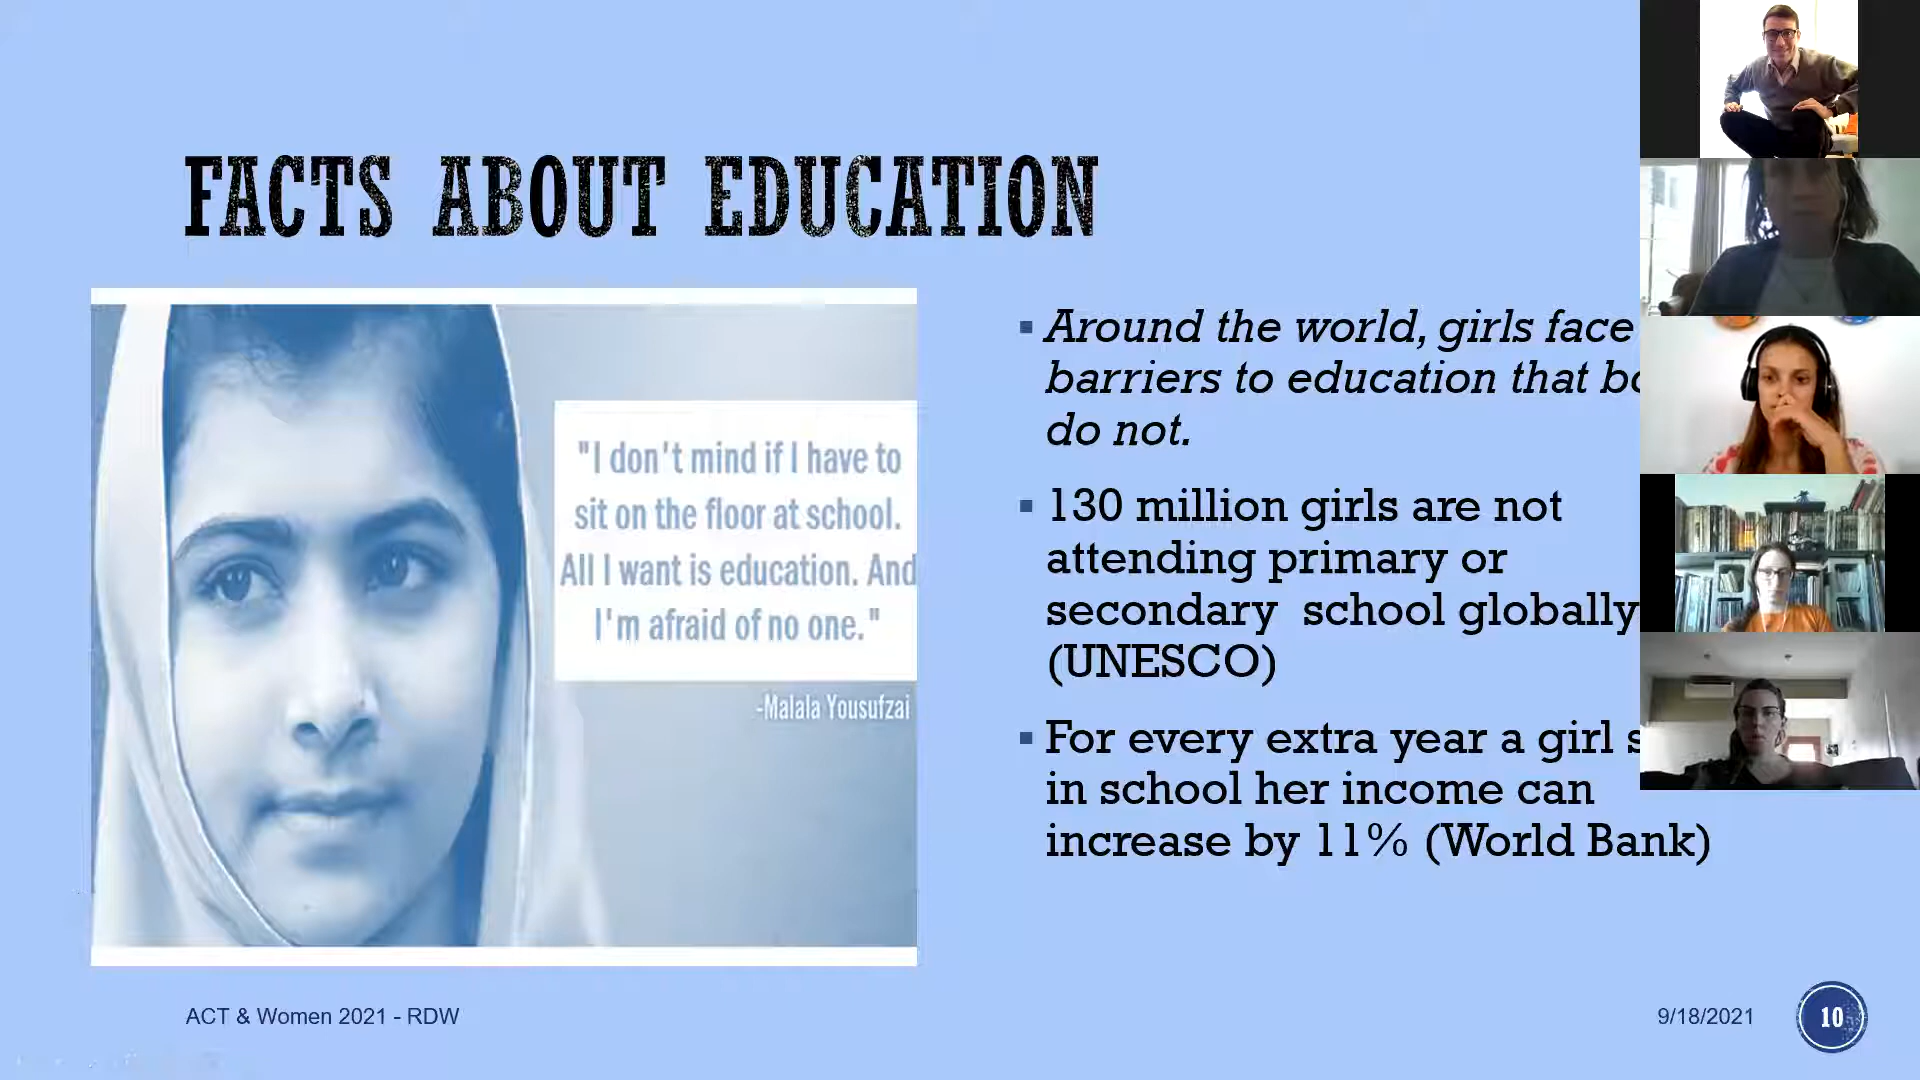 FACTS ABOUT EDUCATION
"I don't mind if I have to
sit on the floor at school.
All I want is education. And
I'm afraid of no one."
-Malala Yousufzai
Around the world, girls face
barriers to education that
do not.
130 million girls are not
attending primary or
secondary school globally
(UNESCO)
For every extra year a girl
in school her income can
increase by 11% (World Bank)
ACT & Women 2021 - RDW
9/18/2021
10